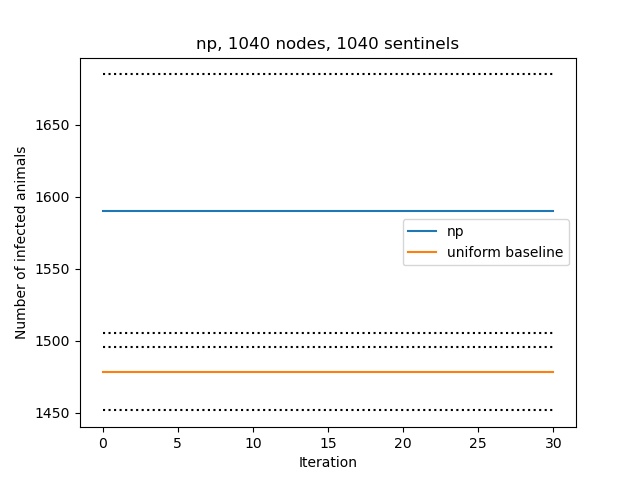 np, 1040 nodes, 1040 sentinels
Number of infected animals
1650
1600
1550
1500
1450
np
uniform baseline
0 5 10 15 20 25 30
Iteration